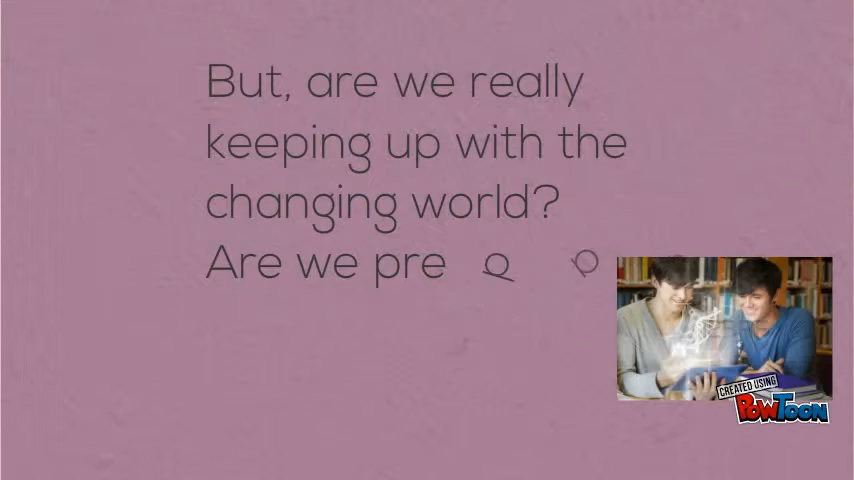 But, are we really
keeping up with the
changing world?
Are we pre
CREATED USING
POWTOON